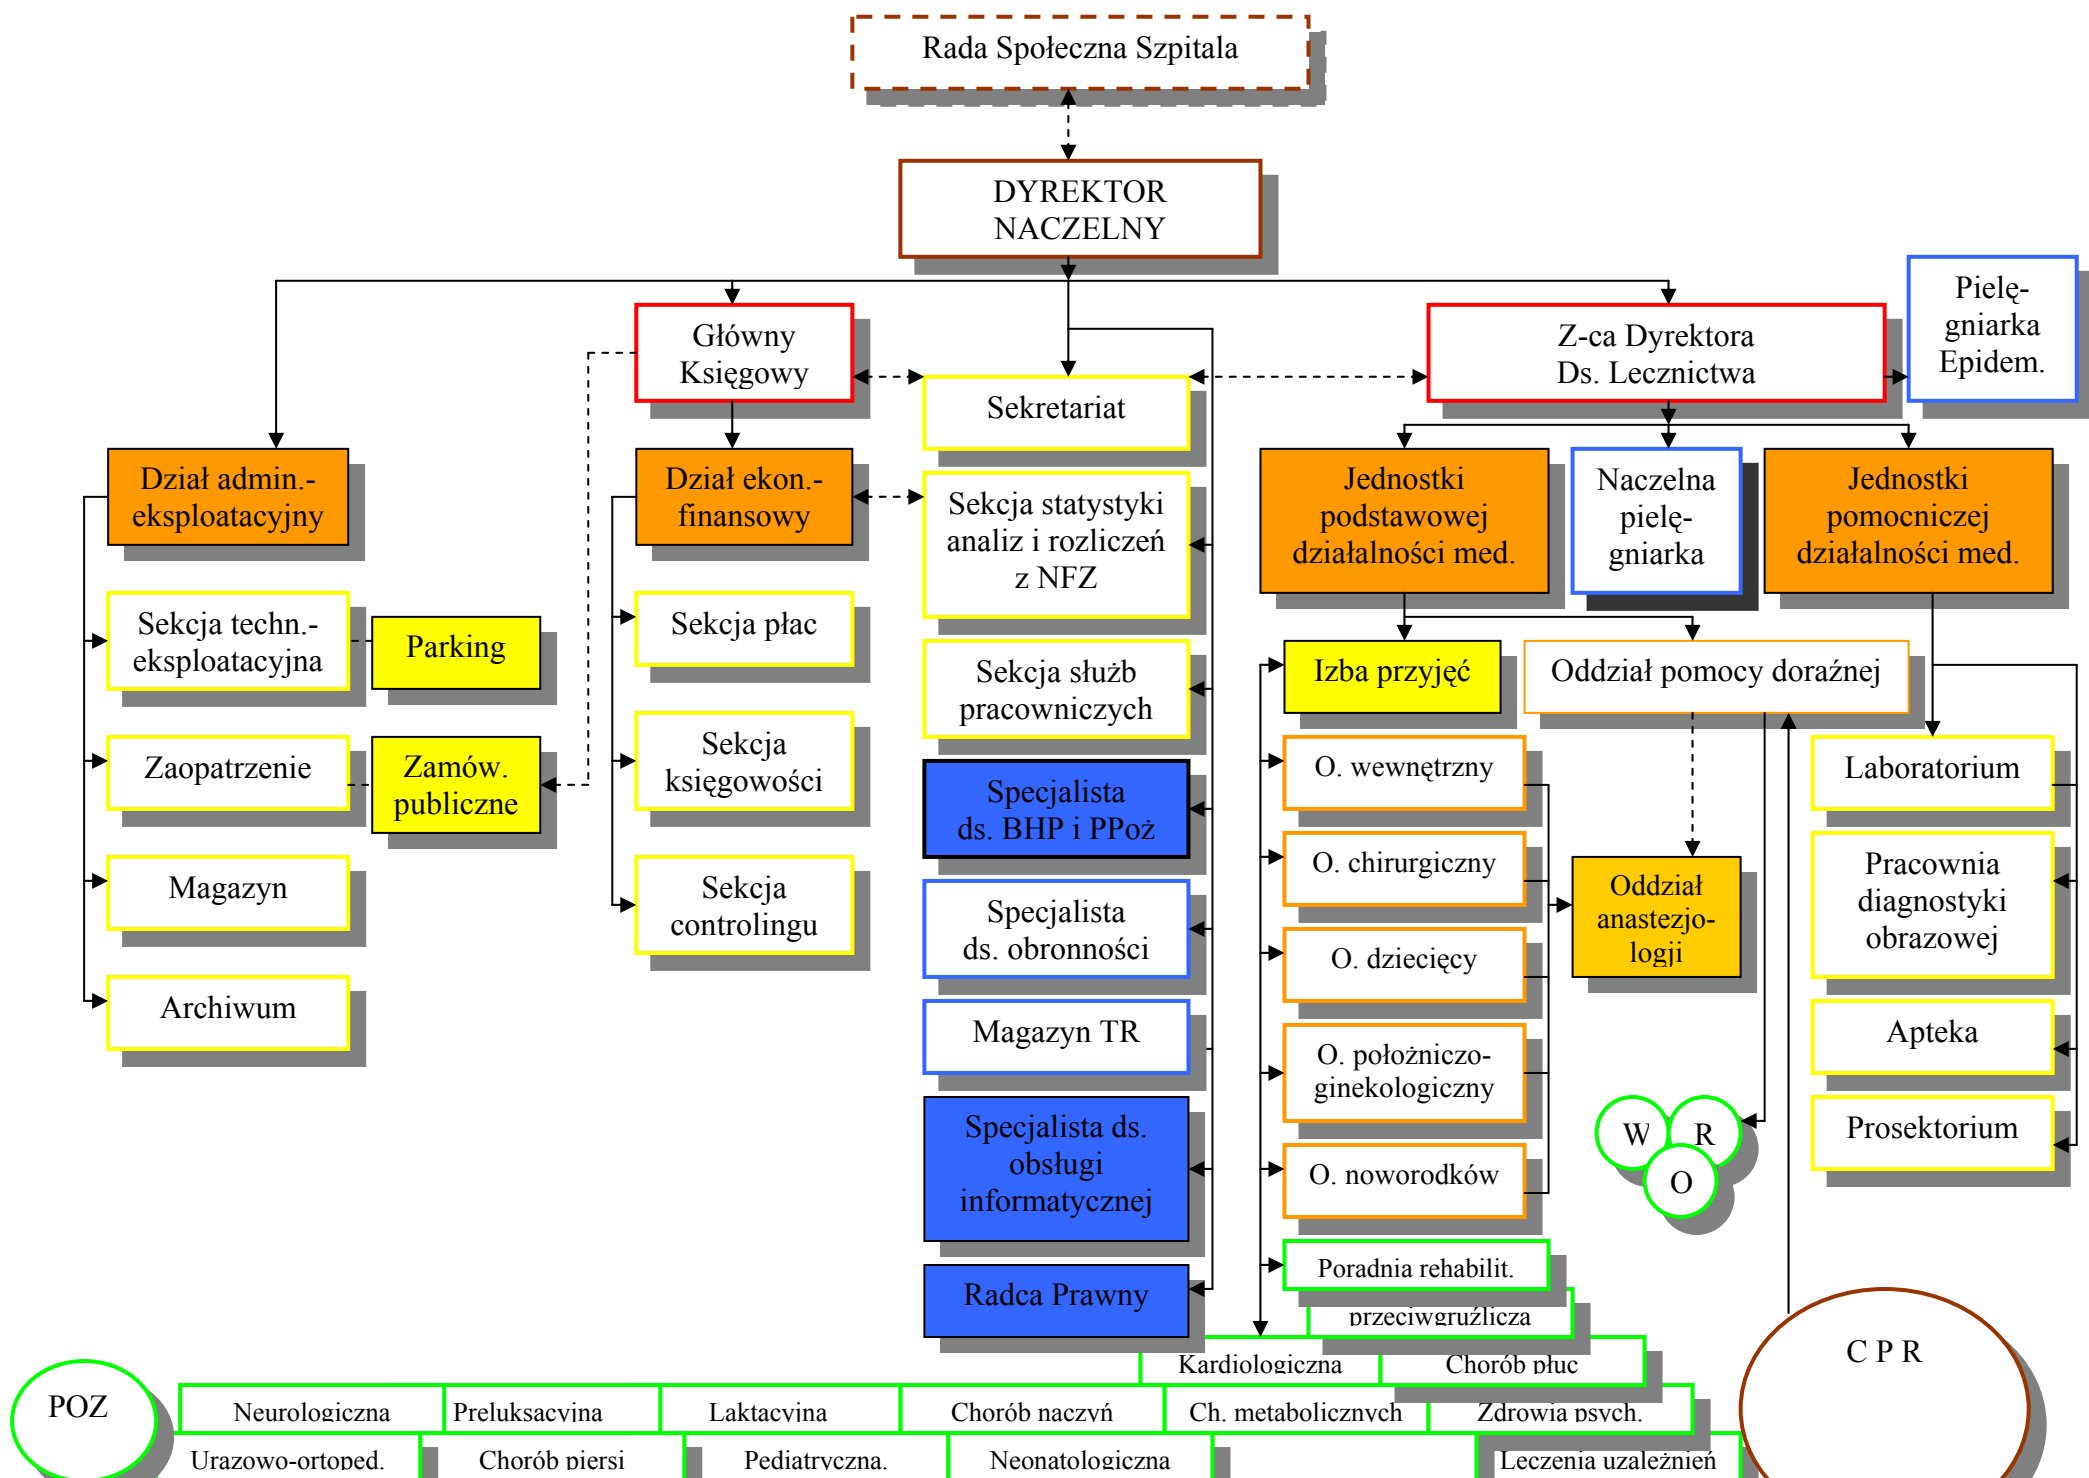 Rada Społeczna Szpitala
DYREKTOR
NACZELNY
Główny
Księgowy
Z-ca Dyrektora
Ds. Lecznictwa
Pielę-
gniarka
Epidem.
Sekretariat
Dział admin.-
eksploatacyjny
Dział ekon.-
finansowy
Sekcja statystyki
analiz i rozliczeń
z NFZ
Jednostki
podstawowej
działalności med.
Naczelna
pielę-
gniarka
Jednostki
pomocniczej
działalności med.
Sekcja techn.-
eksploatacyjna
Parking
Sekcja płac
Sekcja służb
pracowniczych
Izba przyjęć
Oddział pomocy doraźnej
Zaopatrzenie
Zamów.
publiczne
Sekcja
księgowości
Specjalista
ds. BHP i PPoż
O. wewnętrzny
Laboratorium
Magazyn
Sekcja
controlingu
Specjalista
ds. obronności
O. chirurgiczny
Oddział
anastezjo-
logji
Pracownia
diagnostyki
obrazowej
O. dziecięcy
Archiwum
Magazyn TR
O. położniczo-
ginekologiczny
Apteka
Specjalista ds.
obsługi
informatycznej
O. noworodków
W
R
O
Prosektorium
Radca Prawny
Poradnia rehabilit.
przeciwgruźlicza
Kardiologiczna
Chorób płuc
C P R
POZ
Neurologiczna
Preluksacyjna
Laktacyjna
Chorób naczyń
Ch. metabolicznych
Zdrowia psych.
Urazowo-ortoped.
Chorób piersi
Pediatryczna.
Neonatologiczna
Leczenia uzależnień